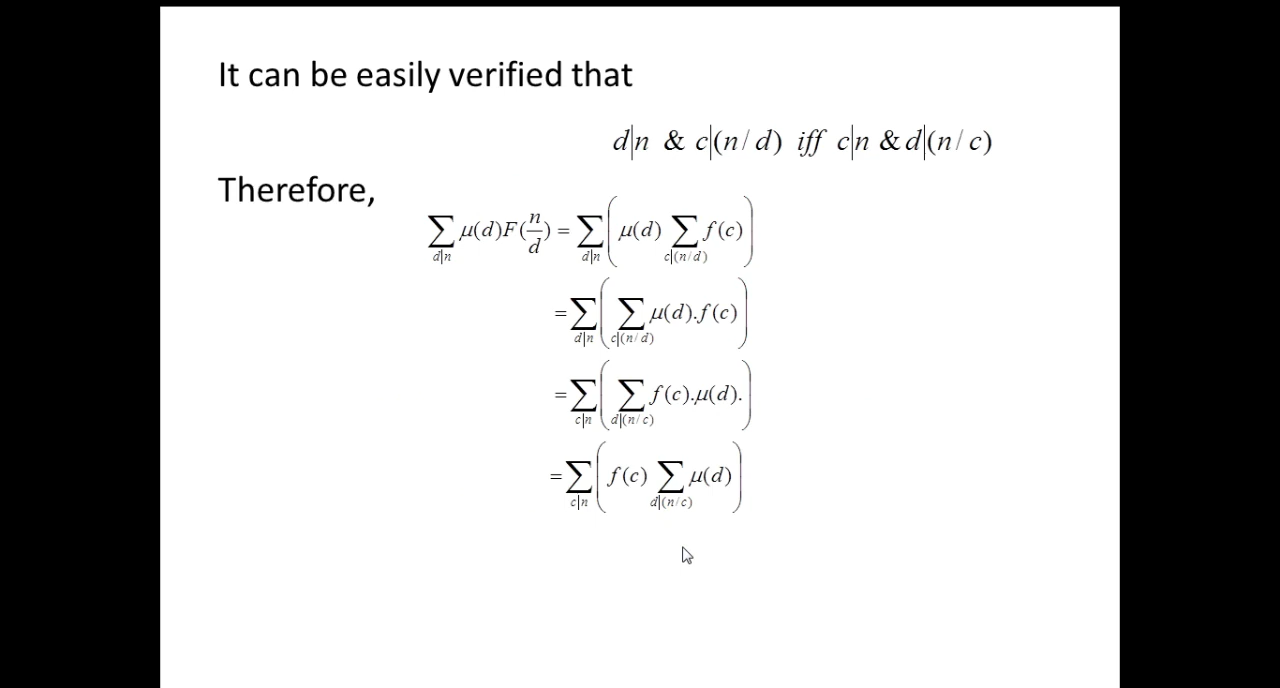 It can be easily verified that
d|n & c|(n/d) iff c|n & d|(n/c)
Therefore,
∑_{d|n} μ(d)F(n/d) = ∑_{d|n} ( μ(d) ∑_{c|(n/d)} f(c) )
= ∑_{d|n} ( ∑_{c|(n/d)} μ(d).f(c) )
= ∑_{c|n} ( ∑_{d|(n/c)} f(c).μ(d). )
= ∑_{c|n} ( f(c) ∑_{d|(n/c)} μ(d) )